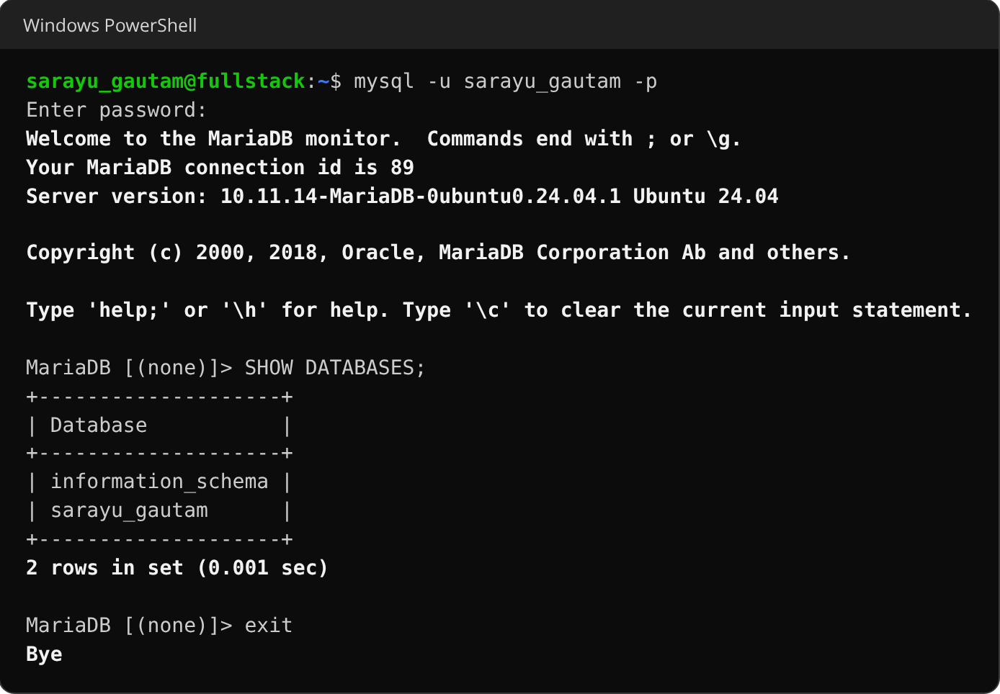 Windows PowerShell
sarayu_gautam@fullstack:~$ mysql -u sarayu_gautam -p
Enter password:
Welcome to the MariaDB monitor.  Commands end with ; or \g.
Your MariaDB connection id is 89
Server version: 10.11.14-MariaDB-0ubuntu0.24.04.1 Ubuntu 24.04
Copyright (c) 2000, 2018, Oracle, MariaDB Corporation Ab and others.
Type 'help;' or '\h' for help. Type '\c' to clear the current input statement.
MariaDB [(none)]> SHOW DATABASES;
+--------------------+
| Database           |
+--------------------+
| information_schema |
| sarayu_gautam      |
+--------------------+
2 rows in set (0.001 sec)
MariaDB [(none)]> exit
Bye